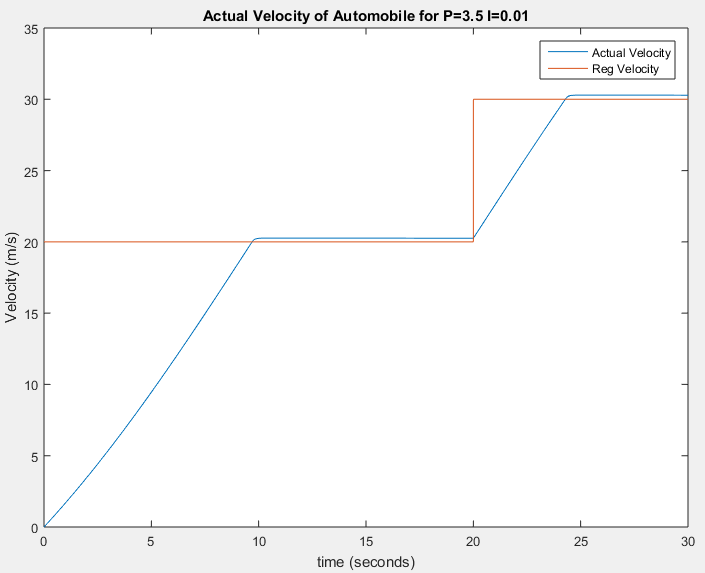 Actual Velocity of Automobile for P=3.5 I=0.01
Actual Velocity
Reg Velocity
35
30
25
20
15
10
5
0
Velocity (m/s)
0 5 10 15 20 25 30
time (seconds)